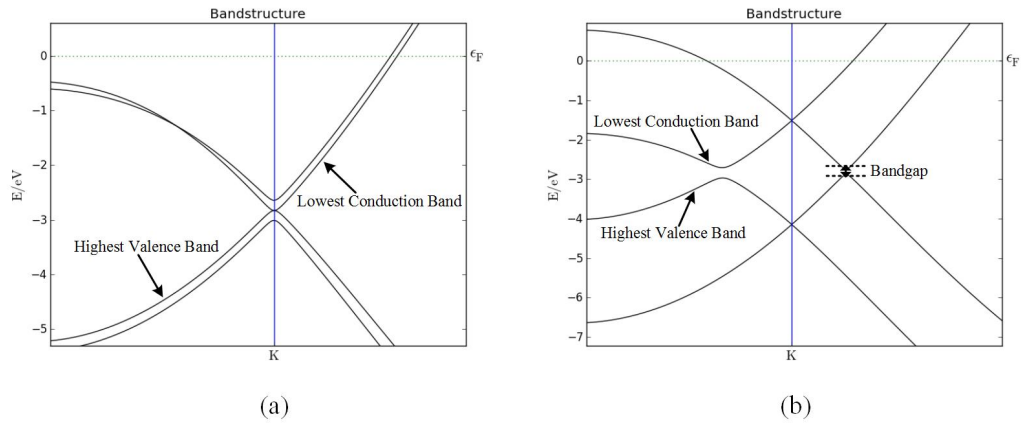 Bandstructure
0
−1
−2
−3
−4
−5
E/eV
K
ϵF
Lowest Conduction Band
Highest Valence Band
(a)
Bandstructure
0
−1
−2
−3
−4
−5
−6
−7
E/eV
K
ϵF
Lowest Conduction Band
Bandgap
Highest Valence Band
(b)